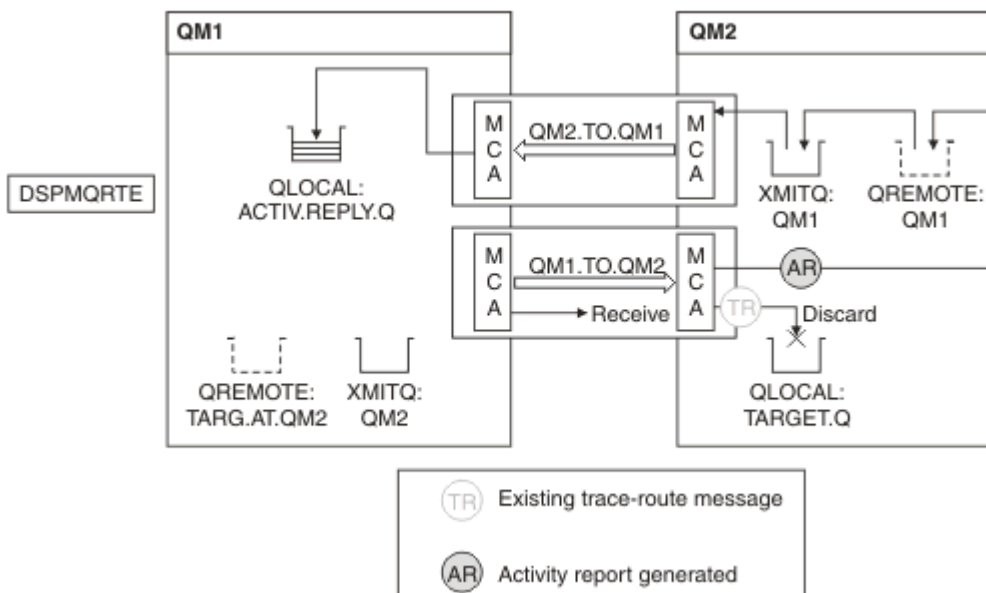 QM1
QM2
DSPMQRTE
QLOCAL:
ACTIV.REPLY.Q
M
C
A
QM2.TO.QM1
M
C
A
XMITQ:
QM1
QREMOTE:
QM1
M
C
A
QM1.TO.QM2
Receive
M
C
A
AR
TR
Discard
QREMOTE:
TARG.AT.QM2
XMITQ:
QM2
QLOCAL:
TARGET.Q
TR Existing trace-route message
AR Activity report generated